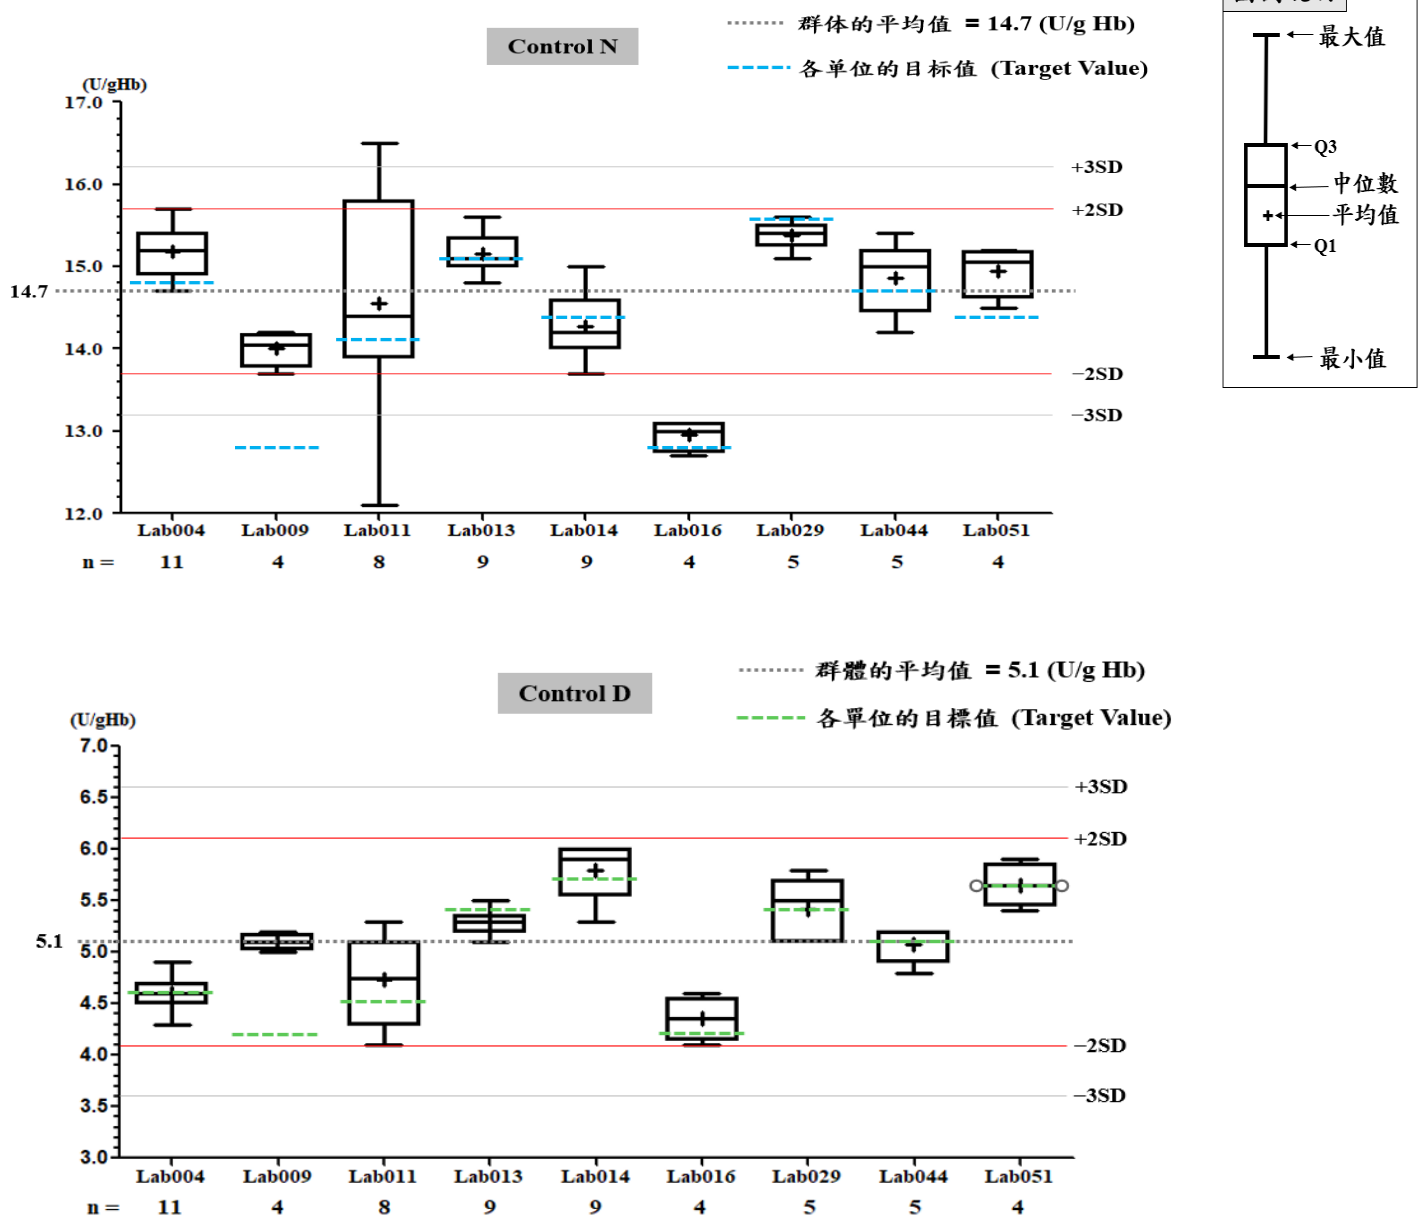 Control N
群体的平均值 = 14.7 (U/g Hb)
各单位的目标值 (Target Value)
(U/gHb)
17.0
16.0
15.0
14.7
14.0
13.0
12.0
+3SD
+2SD
−2SD
−3SD
Lab004 Lab009 Lab011 Lab013 Lab014 Lab016 Lab029 Lab044 Lab051
n = 11 4 8 9 9 4 5 5 4
最大值
Q3
中位數
平均值
Q1
最小值
Control D
群體的平均值 = 5.1 (U/g Hb)
各單位的目標值 (Target Value)
(U/gHb)
7.0
6.5
6.0
5.5
5.1
5.0
4.5
4.0
3.5
3.0
+3SD
+2SD
−2SD
−3SD
Lab004 Lab009 Lab011 Lab013 Lab014 Lab016 Lab029 Lab044 Lab051
n = 11 4 8 9 9 4 5 5 4